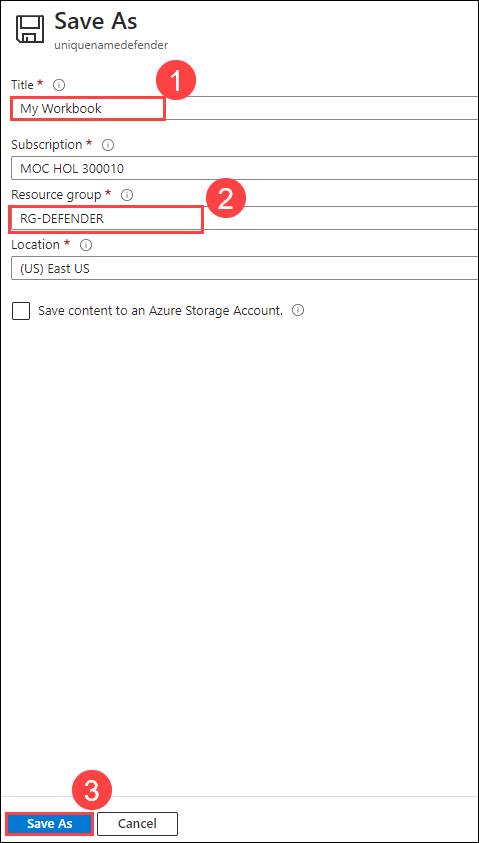 Save As
uniquenamedefender
1
Title *
My Workbook
Subscription *
MOC HOL 300010
2
Resource group *
RG-DEFENDER
Location *
(US) East US
Save content to an Azure Storage Account.
3
Save As Cancel